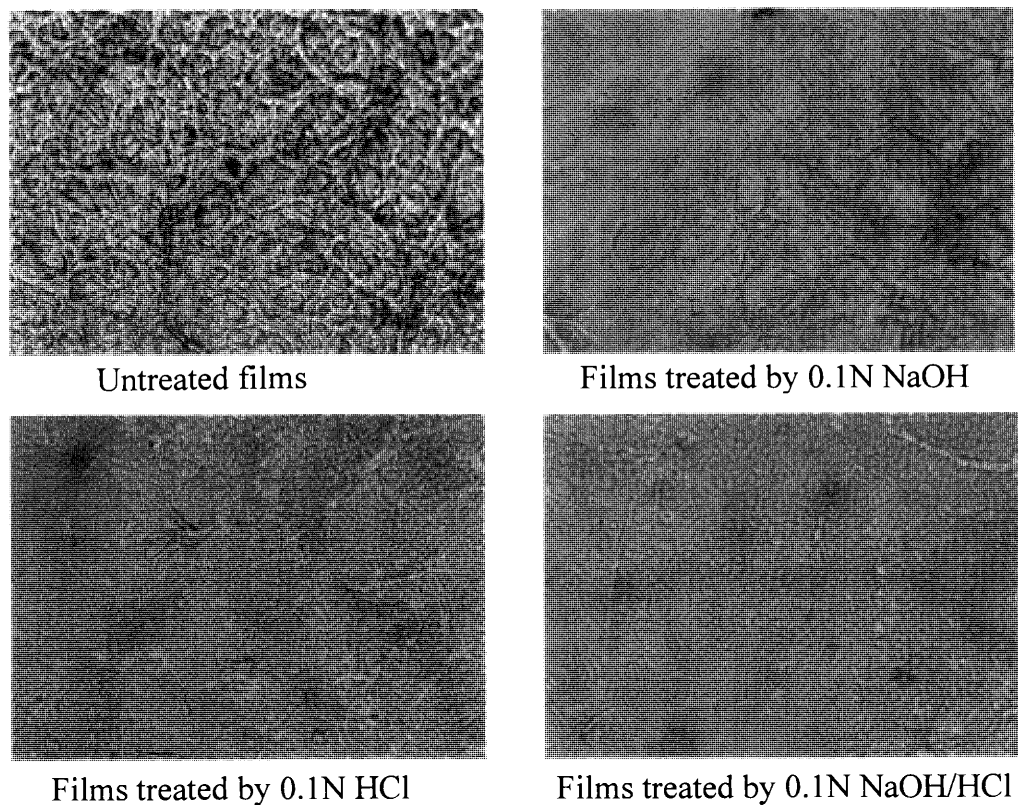 Untreated films
Films treated by 0.1N NaOH
Films treated by 0.1N HCl
Films treated by 0.1N NaOH/HCl